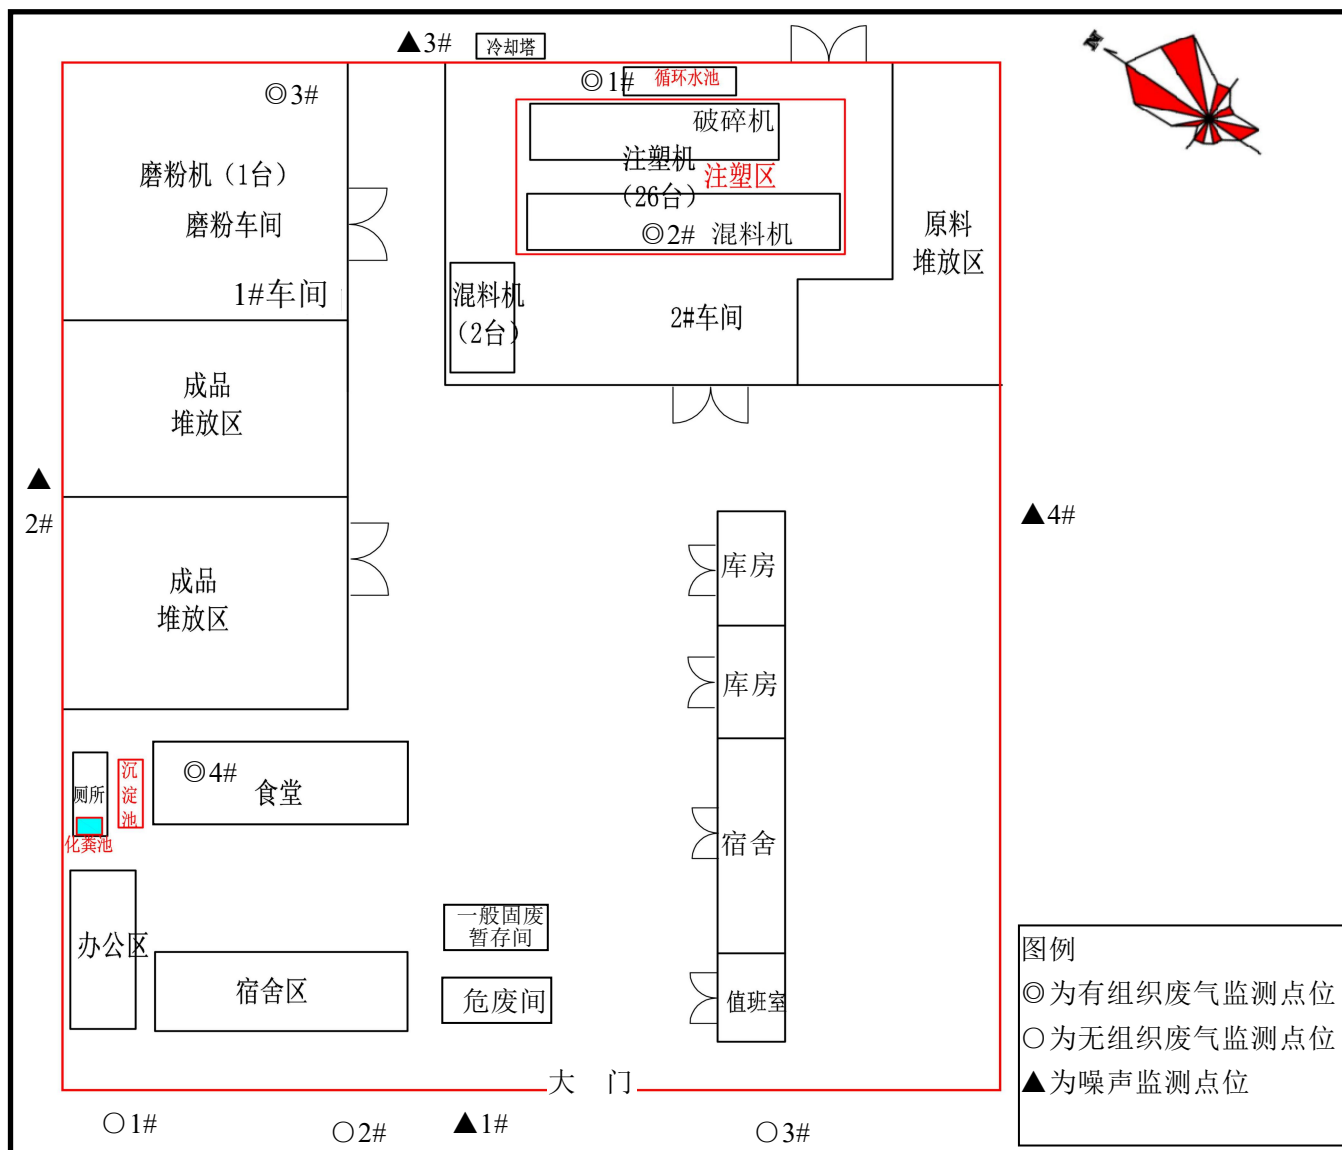 ▲3#
冷却塔
N
◎3#
◎1#
循环水池
破碎机
磨粉机（1台）
注塑机
（26台）
注塑区
磨粉车间
◎2#
混料机
原料
堆放区
1#车间
混料机
（2台）
2#车间
成品
堆放区
▲
2#
▲4#
成品
堆放区
库房
库房
厕所
沉
淀
池
◎4#
食堂
化粪池
宿舍
办公区
一般固废
暂存间
宿舍区
危废间
值班室
大 门
○1#
○2#
▲1#
○3#
图例
◎为有组织废气监测点位
○为无组织废气监测点位
▲为噪声监测点位